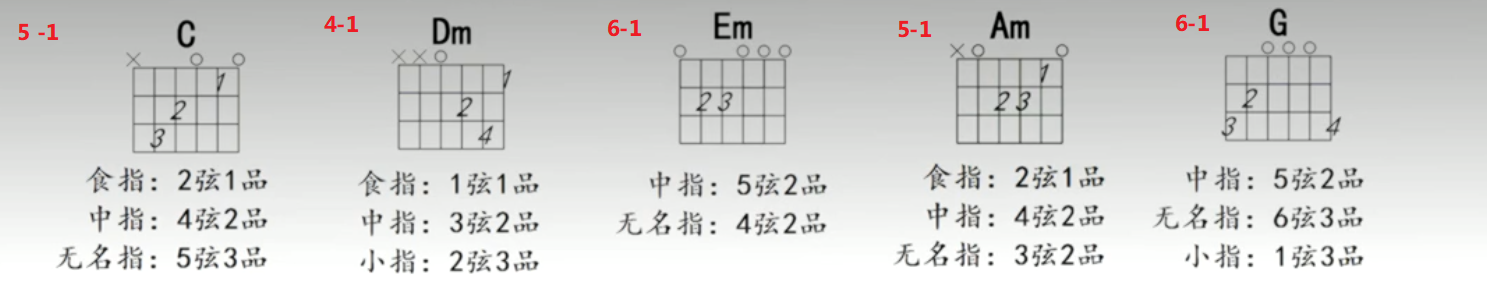 5 -1 C
4-1 Dm
6-1 Em
5-1 Am
6-1 G
× ○ ○
1
2
3
× × ○
1
2
4
○ ○ ○ ○
2 3
× ○ ○
1
2 3
○ ○ ○
2
3 4
食指: 2弦1品
中指: 4弦2品
无名指: 5弦3品
食指: 1弦1品
中指: 3弦2品
小指: 2弦3品
中指: 5弦2品
无名指: 4弦2品
食指: 2弦1品
中指: 4弦2品
无名指: 3弦2品
中指: 5弦2品
无名指: 6弦3品
小指: 1弦3品